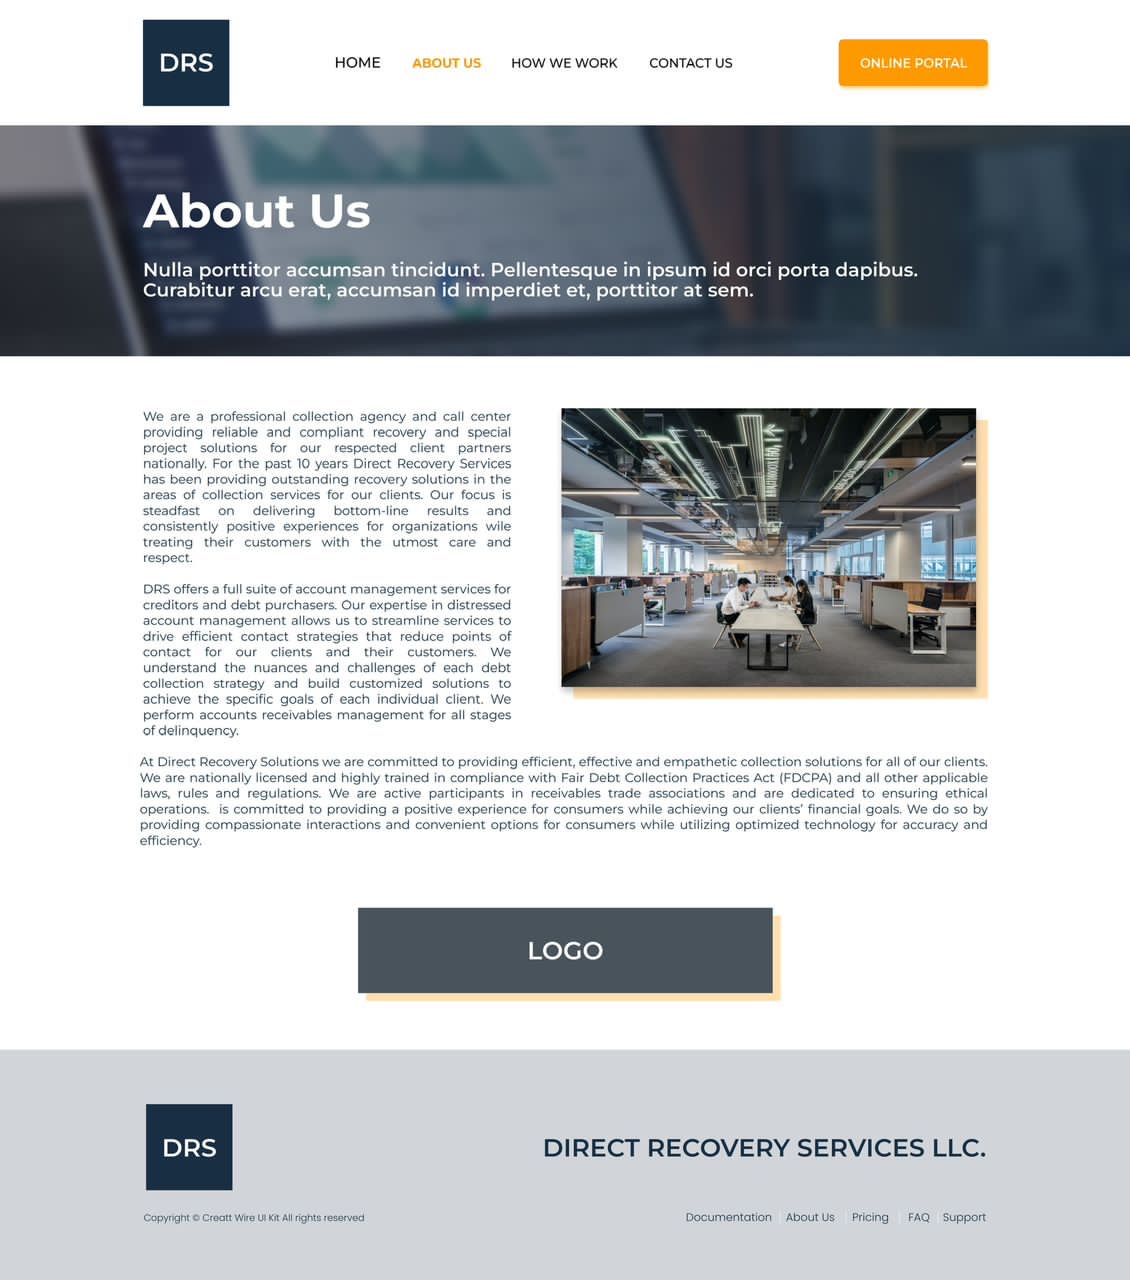 DRS
HOME
ABOUT US
HOW WE WORK
CONTACT US
ONLINE PORTAL
About Us
Nulla porttitor accumsan tincidunt. Pellentesque in ipsum id orci porta dapibus.
Curabitur arcu erat, accumsan id imperdiet et, porttitor at sem.
We are a professional collection agency and call center
providing reliable and compliant recovery and special
project solutions for our respected client partners
nationally. For the past 10 years Direct Recovery Services
has been providing outstanding recovery solutions in the
areas of collection services for our clients. Our focus is
steadfast on delivering bottom-line results and
consistently positive experiences for organizations wile
treating their customers with the utmost care and
respect.
DRS offers a full suite of account management services for
creditors and debt purchasers. Our expertise in distressed
account management allows us to streamline services to
drive efficient contact strategies that reduce points of
contact for our clients and their customers. We
understand the nuances and challenges of each debt
collection strategy and build customized solutions to
achieve the specific goals of each individual client. We
perform accounts receivables management for all stages
of delinquency.
At Direct Recovery Solutions we are committed to providing efficient, effective and empathetic collection solutions for all of our clients.
We are nationally licensed and highly trained in compliance with Fair Debt Collection Practices Act (FDCPA) and all other applicable
laws, rules and regulations. We are active participants in receivables trade associations and are dedicated to ensuring ethical
operations.  is committed to providing a positive experience for consumers while achieving our clients’ financial goals. We do so by
providing compassionate interactions and convenient options for consumers while utilizing optimized technology for accuracy and
efficiency.
LOGO
DRS
DIRECT RECOVERY SERVICES LLC.
Copyright © Creatt Wire UI Kit All rights reserved
Documentation
About Us
Pricing
FAQ
Support